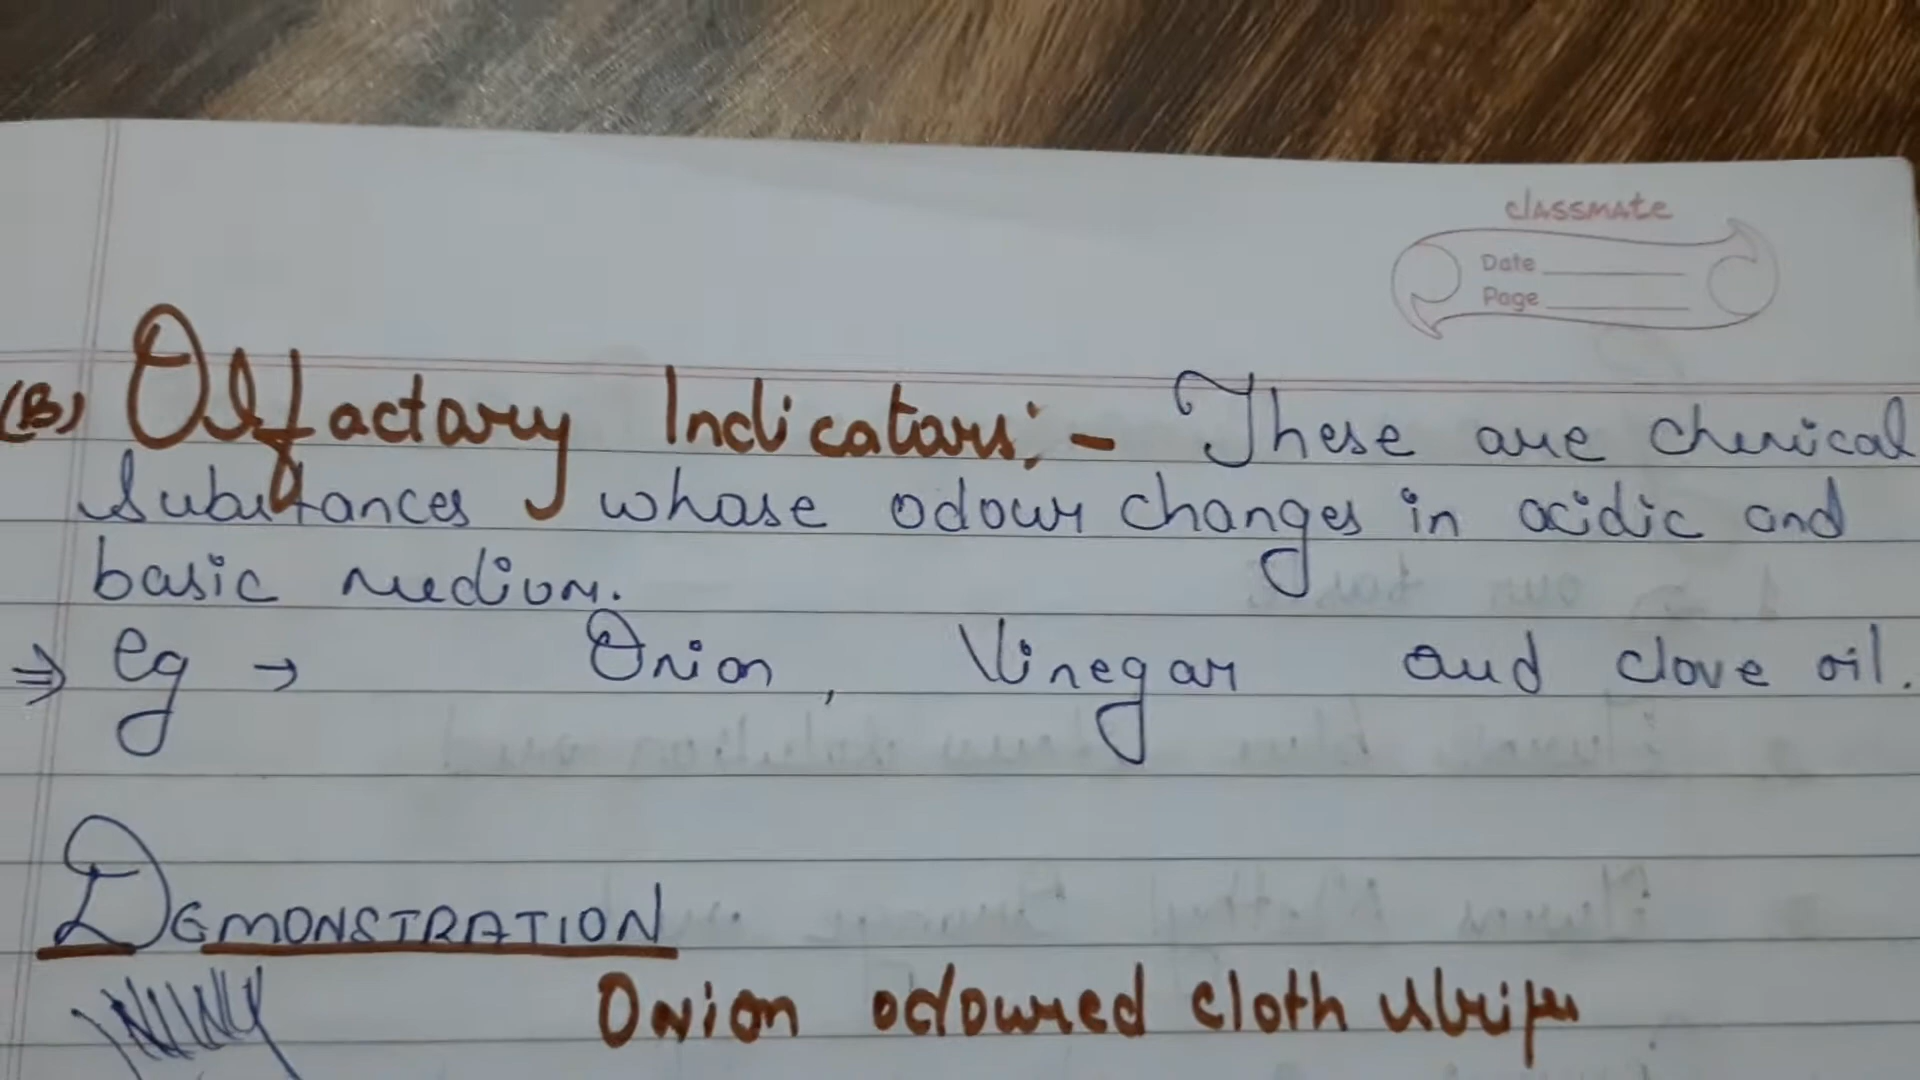 classmate
Date
Page
(B) Olfactory Indicators:- These are chemical
Substances whose odour changes in acidic and
basic medium.
⇒ eg → Onion, Vinegar and clove oil.
DEMONSTRATION
Onion odoured cloth strips